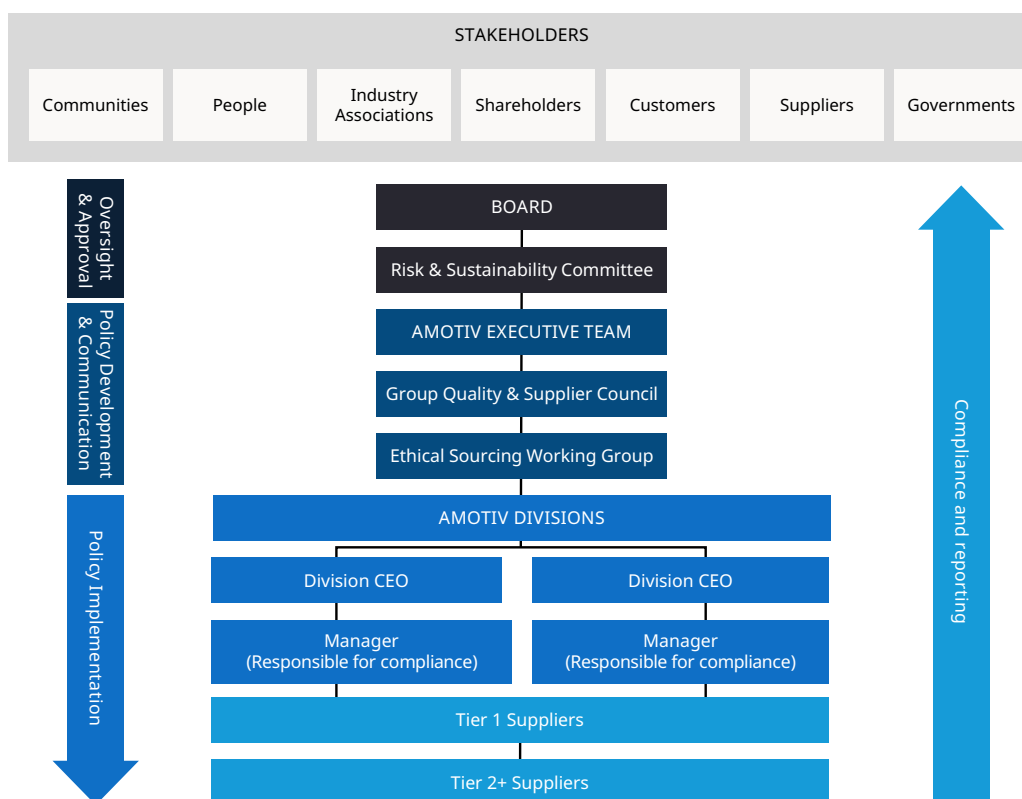 STAKEHOLDERS
Communities
People
Industry
Associations
Shareholders
Customers
Suppliers
Governments
Oversight
& Approval
Policy Development
& Communication
Policy Implementation
BOARD
Risk & Sustainability Committee
AMOTIV EXECUTIVE TEAM
Group Quality & Supplier Council
Ethical Sourcing Working Group
AMOTIV DIVISIONS
Division CEO
Division CEO
Manager
(Responsible for compliance)
Manager
(Responsible for compliance)
Tier 1 Suppliers
Tier 2+ Suppliers
Compliance and reporting